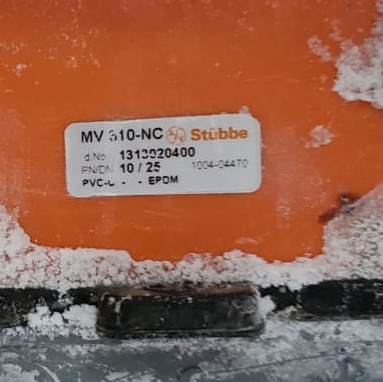 MV 310-NC Stübbe
d.No. 1313020400
PN/DN 10 / 25 1004-04470
PVC-U - - EPDM